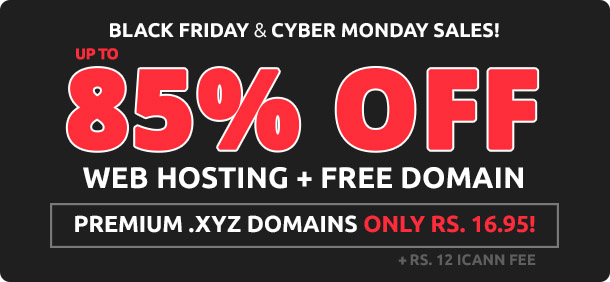 BLACK FRIDAY & CYBER MONDAY SALES!
UP TO
85% OFF
WEB HOSTING + FREE DOMAIN
PREMIUM .XYZ DOMAINS ONLY RS. 16.95!
+ RS. 12 ICANN FEE